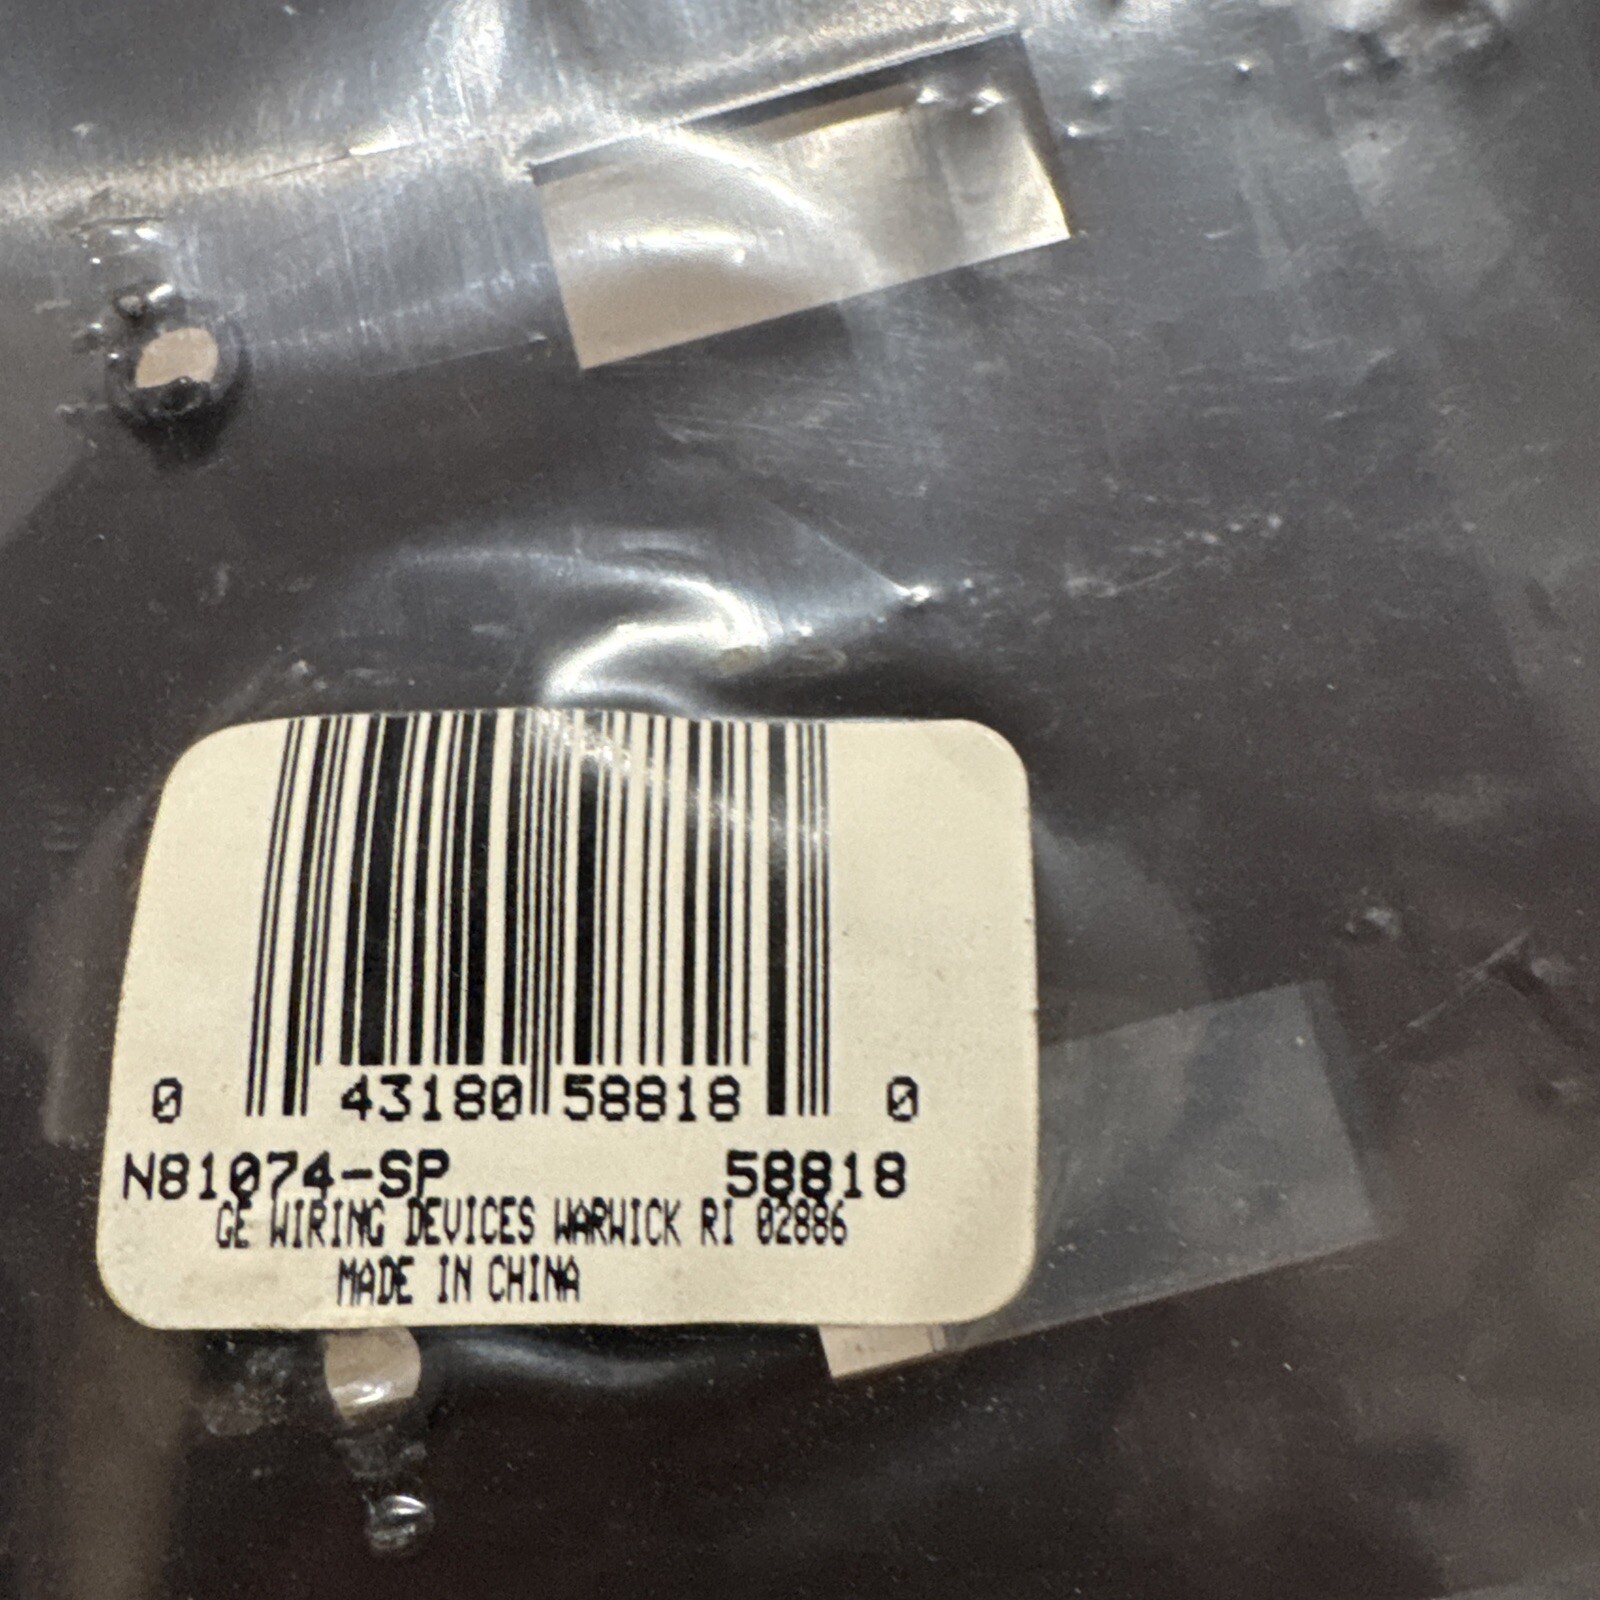 0 43180 58818 0
N81074-SP 58818
GE WIRING DEVICES WARWICK RI 02886
MADE IN CHINA